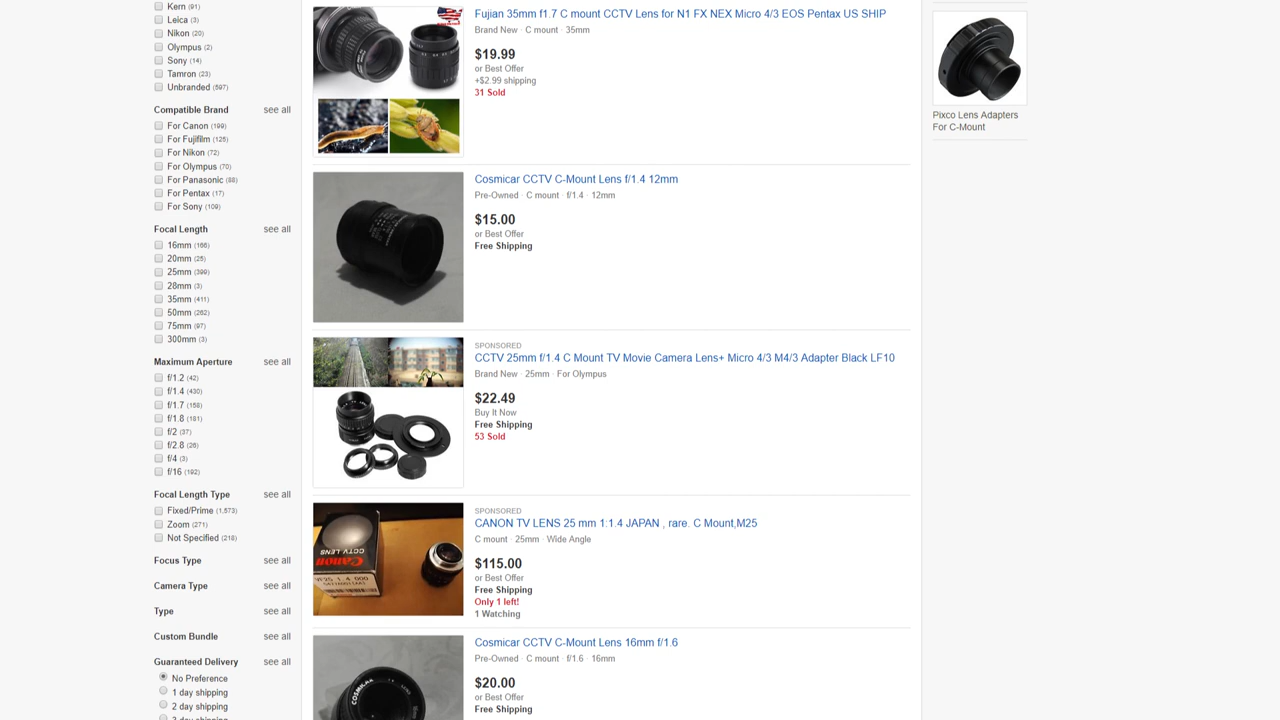 Kern (91)
Leica (3)
Nikon (20)
Olympus (2)
Sony (14)
Tamron (23)
Unbranded (597)
Compatible Brand see all
For Canon (199)
For Fujifilm (125)
For Nikon (72)
For Olympus (70)
For Panasonic (88)
For Pentax (17)
For Sony (109)
Focal Length see all
16mm (166)
20mm (25)
25mm (399)
28mm (3)
35mm (411)
50mm (262)
75mm (97)
300mm (3)
Maximum Aperture see all
f/1.2 (42)
f/1.4 (430)
f/1.7 (158)
f/1.8 (181)
f/2 (37)
f/2.8 (26)
f/4 (3)
f/16 (192)
Focal Length Type see all
Fixed/Prime (1,573)
Zoom (271)
Not Specified (218)
Focus Type see all
Camera Type see all
Type see all
Custom Bundle see all
Guaranteed Delivery see all
No Preference
1 day shipping
2 day shipping
Fujian 35mm f1.7 C mount CCTV Lens for N1 FX NEX Micro 4/3 EOS Pentax US SHIP
Brand New · C mount · 35mm
$19.99
or Best Offer
+$2.99 shipping
31 Sold
Cosmicar CCTV C-Mount Lens f/1.4 12mm
Pre-Owned · C mount · f/1.4 · 12mm
$15.00
or Best Offer
Free Shipping
SPONSORED
CCTV 25mm f/1.4 C Mount TV Movie Camera Lens+ Micro 4/3 M4/3 Adapter Black LF10
Brand New · 25mm · For Olympus
$22.49
Buy It Now
Free Shipping
53 Sold
SPONSORED
CANON TV LENS 25 mm 1:1.4 JAPAN , rare. C Mount,M25
C mount · 25mm · Wide Angle
$115.00
or Best Offer
Free Shipping
Only 1 left!
1 Watching
CCTV LENS
Canon
Cosmicar CCTV C-Mount Lens 16mm f/1.6
Pre-Owned · C mount · f/1.6 · 16mm
$20.00
or Best Offer
Free Shipping
COSMICAR
Pixco Lens Adapters
For C-Mount